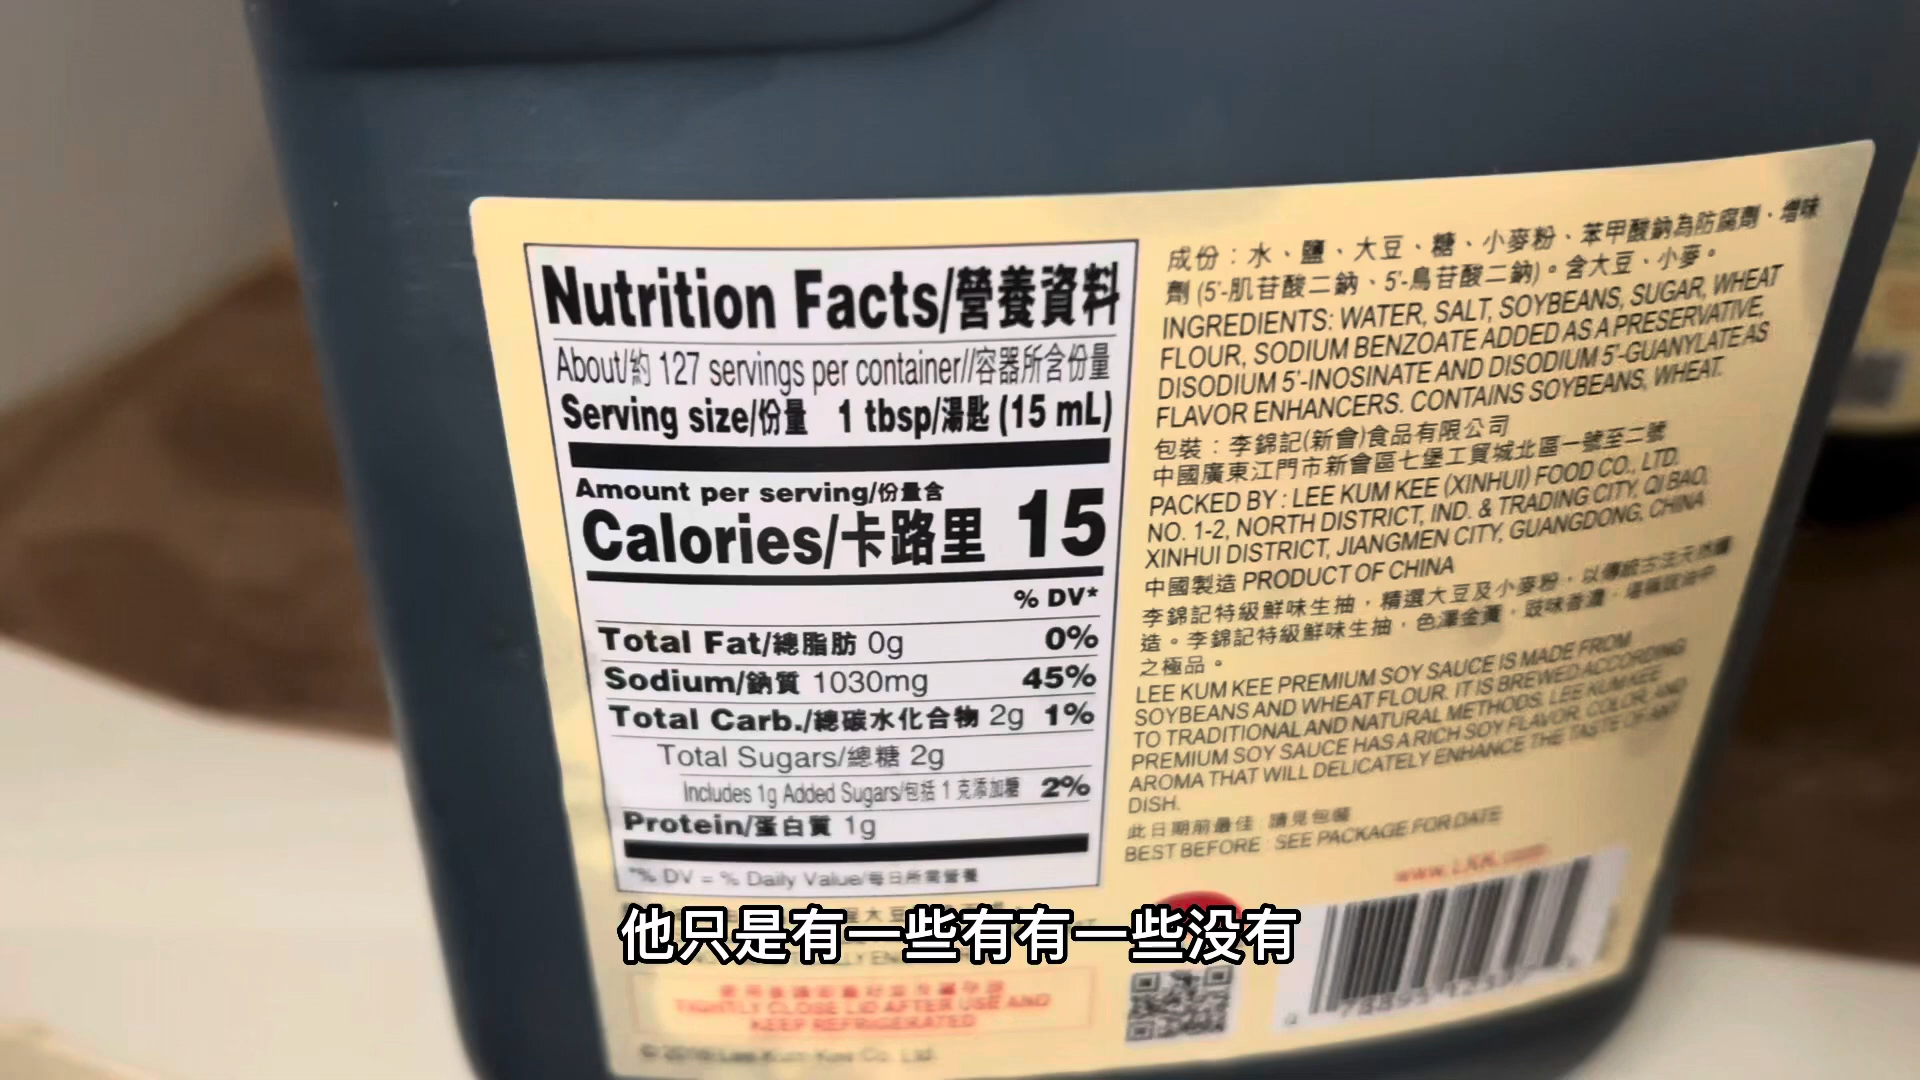 Nutrition Facts/營養資料
About/約 127 servings per container//容器所含份量
Serving size/份量 1 tbsp/湯匙 (15 mL)
Amount per serving/份量含
Calories/卡路里 15
% DV*
Total Fat/總脂肪 0g 0%
Sodium/鈉質 1030mg 45%
Total Carb./總碳水化合物 2g 1%
Total Sugars/總糖 2g
Includes 1g Added Sugars/包括 1 克添加糖 2%
Protein/蛋白質 1g
*% DV = % Daily Value/每日所需營養
成份：水、鹽、大豆、糖、小麥粉、苯甲酸鈉為防腐劑、增味
劑 (5'-肌苷酸二鈉、5'-鳥苷酸二鈉)。含大豆、小麥。
INGREDIENTS: WATER, SALT, SOYBEANS, SUGAR, WHEAT
FLOUR, SODIUM BENZOATE ADDED AS A PRESERVATIVE,
DISODIUM 5'-INOSINATE AND DISODIUM 5'-GUANYLATE AS
FLAVOR ENHANCERS. CONTAINS SOYBEANS, WHEAT.
包裝：李錦記(新會)食品有限公司
中國廣東江門市新會區七堡工貿城北區一號至二號
PACKED BY : LEE KUM KEE (XINHUI) FOOD CO., LTD.
NO. 1-2, NORTH DISTRICT, IND. & TRADING CITY, QI BAO,
XINHUI DISTRICT, JIANGMEN CITY, GUANGDONG, CHINA
中國製造 PRODUCT OF CHINA
李錦記特級鮮味生抽，精選大豆及小麥粉，以傳統古法天然釀
造。李錦記特級鮮味生抽，色澤金黃，豉味香濃，堪稱豉油中
之極品。
LEE KUM KEE PREMIUM SOY SAUCE IS MADE FROM
SOYBEANS AND WHEAT FLOUR. IT IS BREWED ACCORDING
TO TRADITIONAL AND NATURAL METHODS. LEE KUM KEE
PREMIUM SOY SAUCE HAS A RICH SOY FLAVOR, COLOR, AND
AROMA THAT WILL DELICATELY ENHANCE THE TASTE OF ANY
DISH.
此日期前最佳：請見包裝
BEST BEFORE : SEE PACKAGE FOR DATE
www.LKK.com
他只是有一些有有一些没有
TIGHTLY CLOSE LID AFTER USE AND
KEEP REFRIGERATED
Lee Kum Kee Co. Ltd.